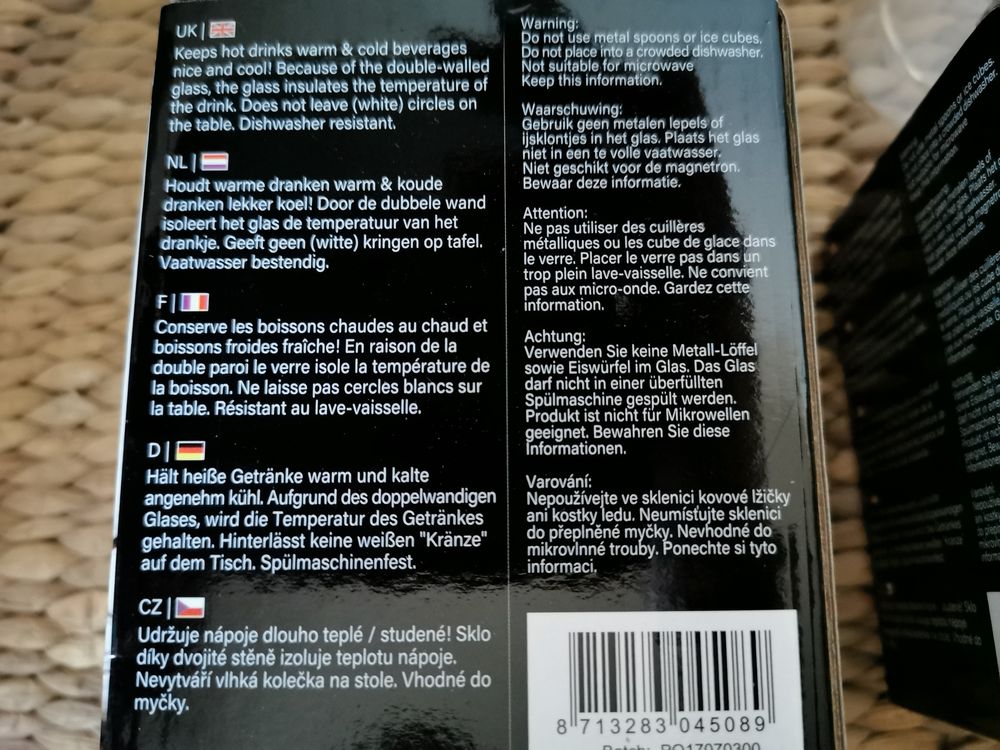 UK |
Keeps hot drinks warm & cold beverages
nice and cool! Because of the double-walled
glass, the glass insulates the temperature of
the drink. Does not leave (white) circles on
the table. Dishwasher resistant.
NL |
Houdt warme dranken warm & koude
dranken lekker koel! Door de dubbele wand
isoleert het glas de temperatuur van het
drankje. Geeft geen (witte) kringen op tafel.
Vaatwasser bestendig.
F |
Conserve les boissons chaudes au chaud et
boissons froides fraîche! En raison de la
double paroi le verre isole la température de
la boisson. Ne laisse pas cercles blancs sur
la table. Résistant au lave-vaisselle.
D |
Hält heiße Getränke warm und kalte
angenehm kühl. Aufgrund des doppelwandigen
Glases, wird die Temperatur des Getränkes
gehalten. Hinterlässt keine weißen "Kränze"
auf dem Tisch. Spülmaschinenfest.
CZ |
Udržuje nápoje dlouho teplé / studené! Sklo
díky dvojité stěně izoluje teplotu nápoje.
Nevytváří vlhká kolečka na stole. Vhodné do
myčky.
Warning:
Do not use metal spoons or ice cubes.
Do not place into a crowded dishwasher.
Not suitable for microwave
Keep this information.
Waarschuwing:
Gebruik geen metalen lepels of
ijsklontjes in het glas. Plaats het glas
niet in een te volle vaatwasser.
Niet geschikt voor de magnetron.
Bewaar deze informatie.
Attention:
Ne pas utiliser des cuillères
métalliques ou les cube de glace dans
le verre. Placer le verre pas dans un
trop plein lave-vaisselle. Ne convient
pas aux micro-onde. Gardez cette
information.
Achtung:
Verwenden Sie keine Metall-Löffel
sowie Eiswürfel im Glas. Das Glas
darf nicht in einer überfüllten
Spülmaschine gespült werden.
Produkt ist nicht für Mikrowellen
geeignet. Bewahren Sie diese
Informationen.
Varování:
Nepoužívejte ve sklenici kovové lžičky
ani kostky ledu. Neumísťujte sklenici
do přeplněné myčky. Nevhodné do
mikrovlnné trouby. Ponechte si tyto
informaci.
8 713283 045089